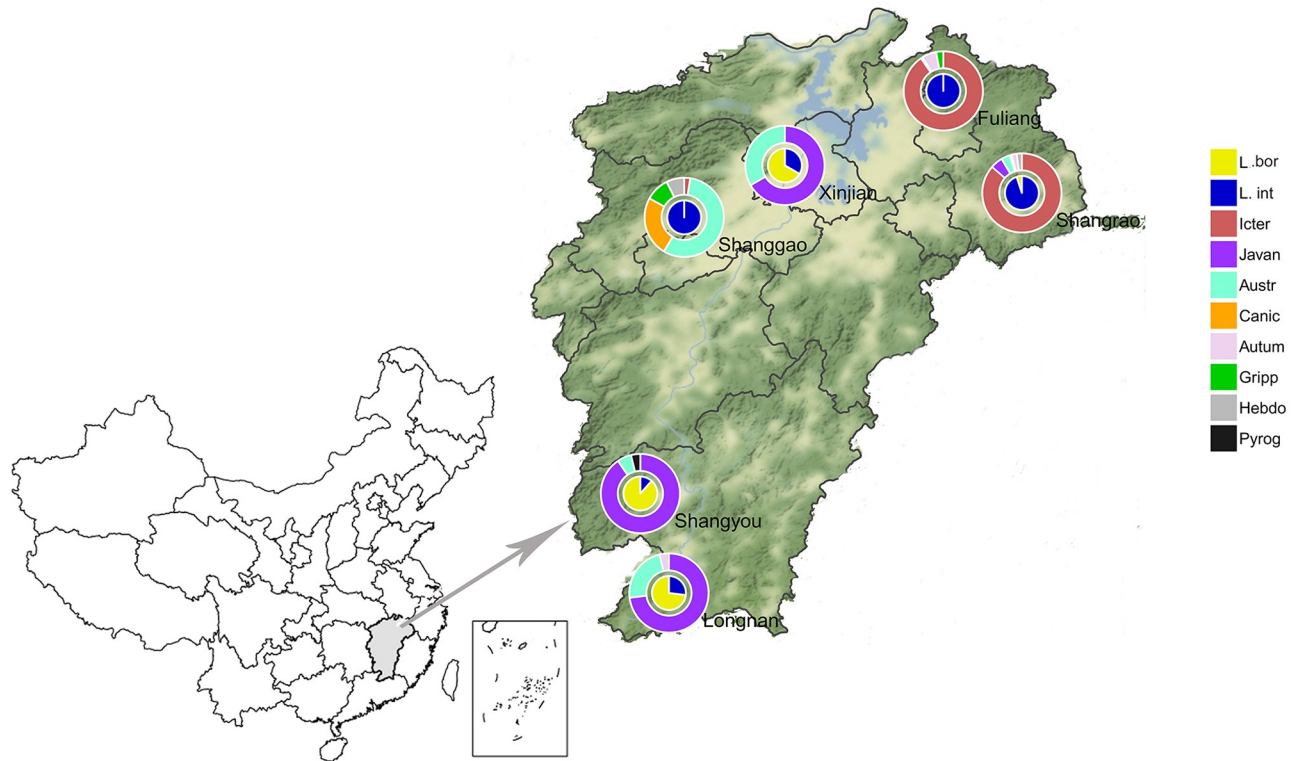 Fuliang
Xinjian
Shangrao
Shanggao
Shangyou
Longnan
L..bor
L. int
Icter
Javan
Austr
Canic
Autum
Gripp
Hebdo
Pyrog